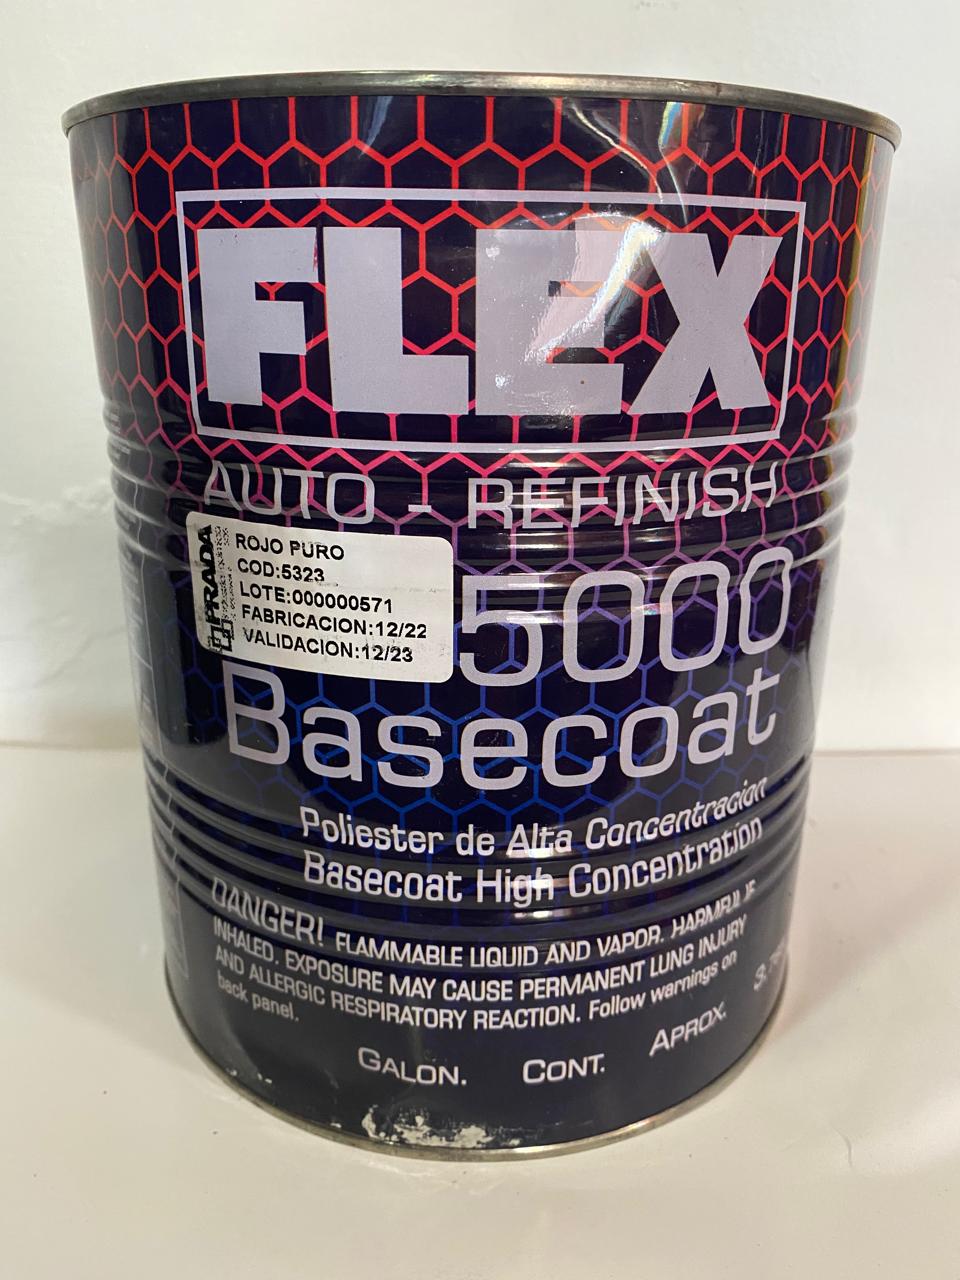 FLEX
AUTO - REFINISH
PRADA
ROJO PURO
COD:5323
LOTE:000000571
FABRICACION:12/22
VALIDACION:12/23
5000
Basecoat
Poliester de Alta Concentracion
Basecoat High Concentration
DANGER! FLAMMABLE LIQUID AND VAPOR. HARMFUL IF
INHALED. EXPOSURE MAY CAUSE PERMANENT LUNG INJURY
AND ALLERGIC RESPIRATORY REACTION. Follow warnings on
back panel.
GALON. CONT. APROX.